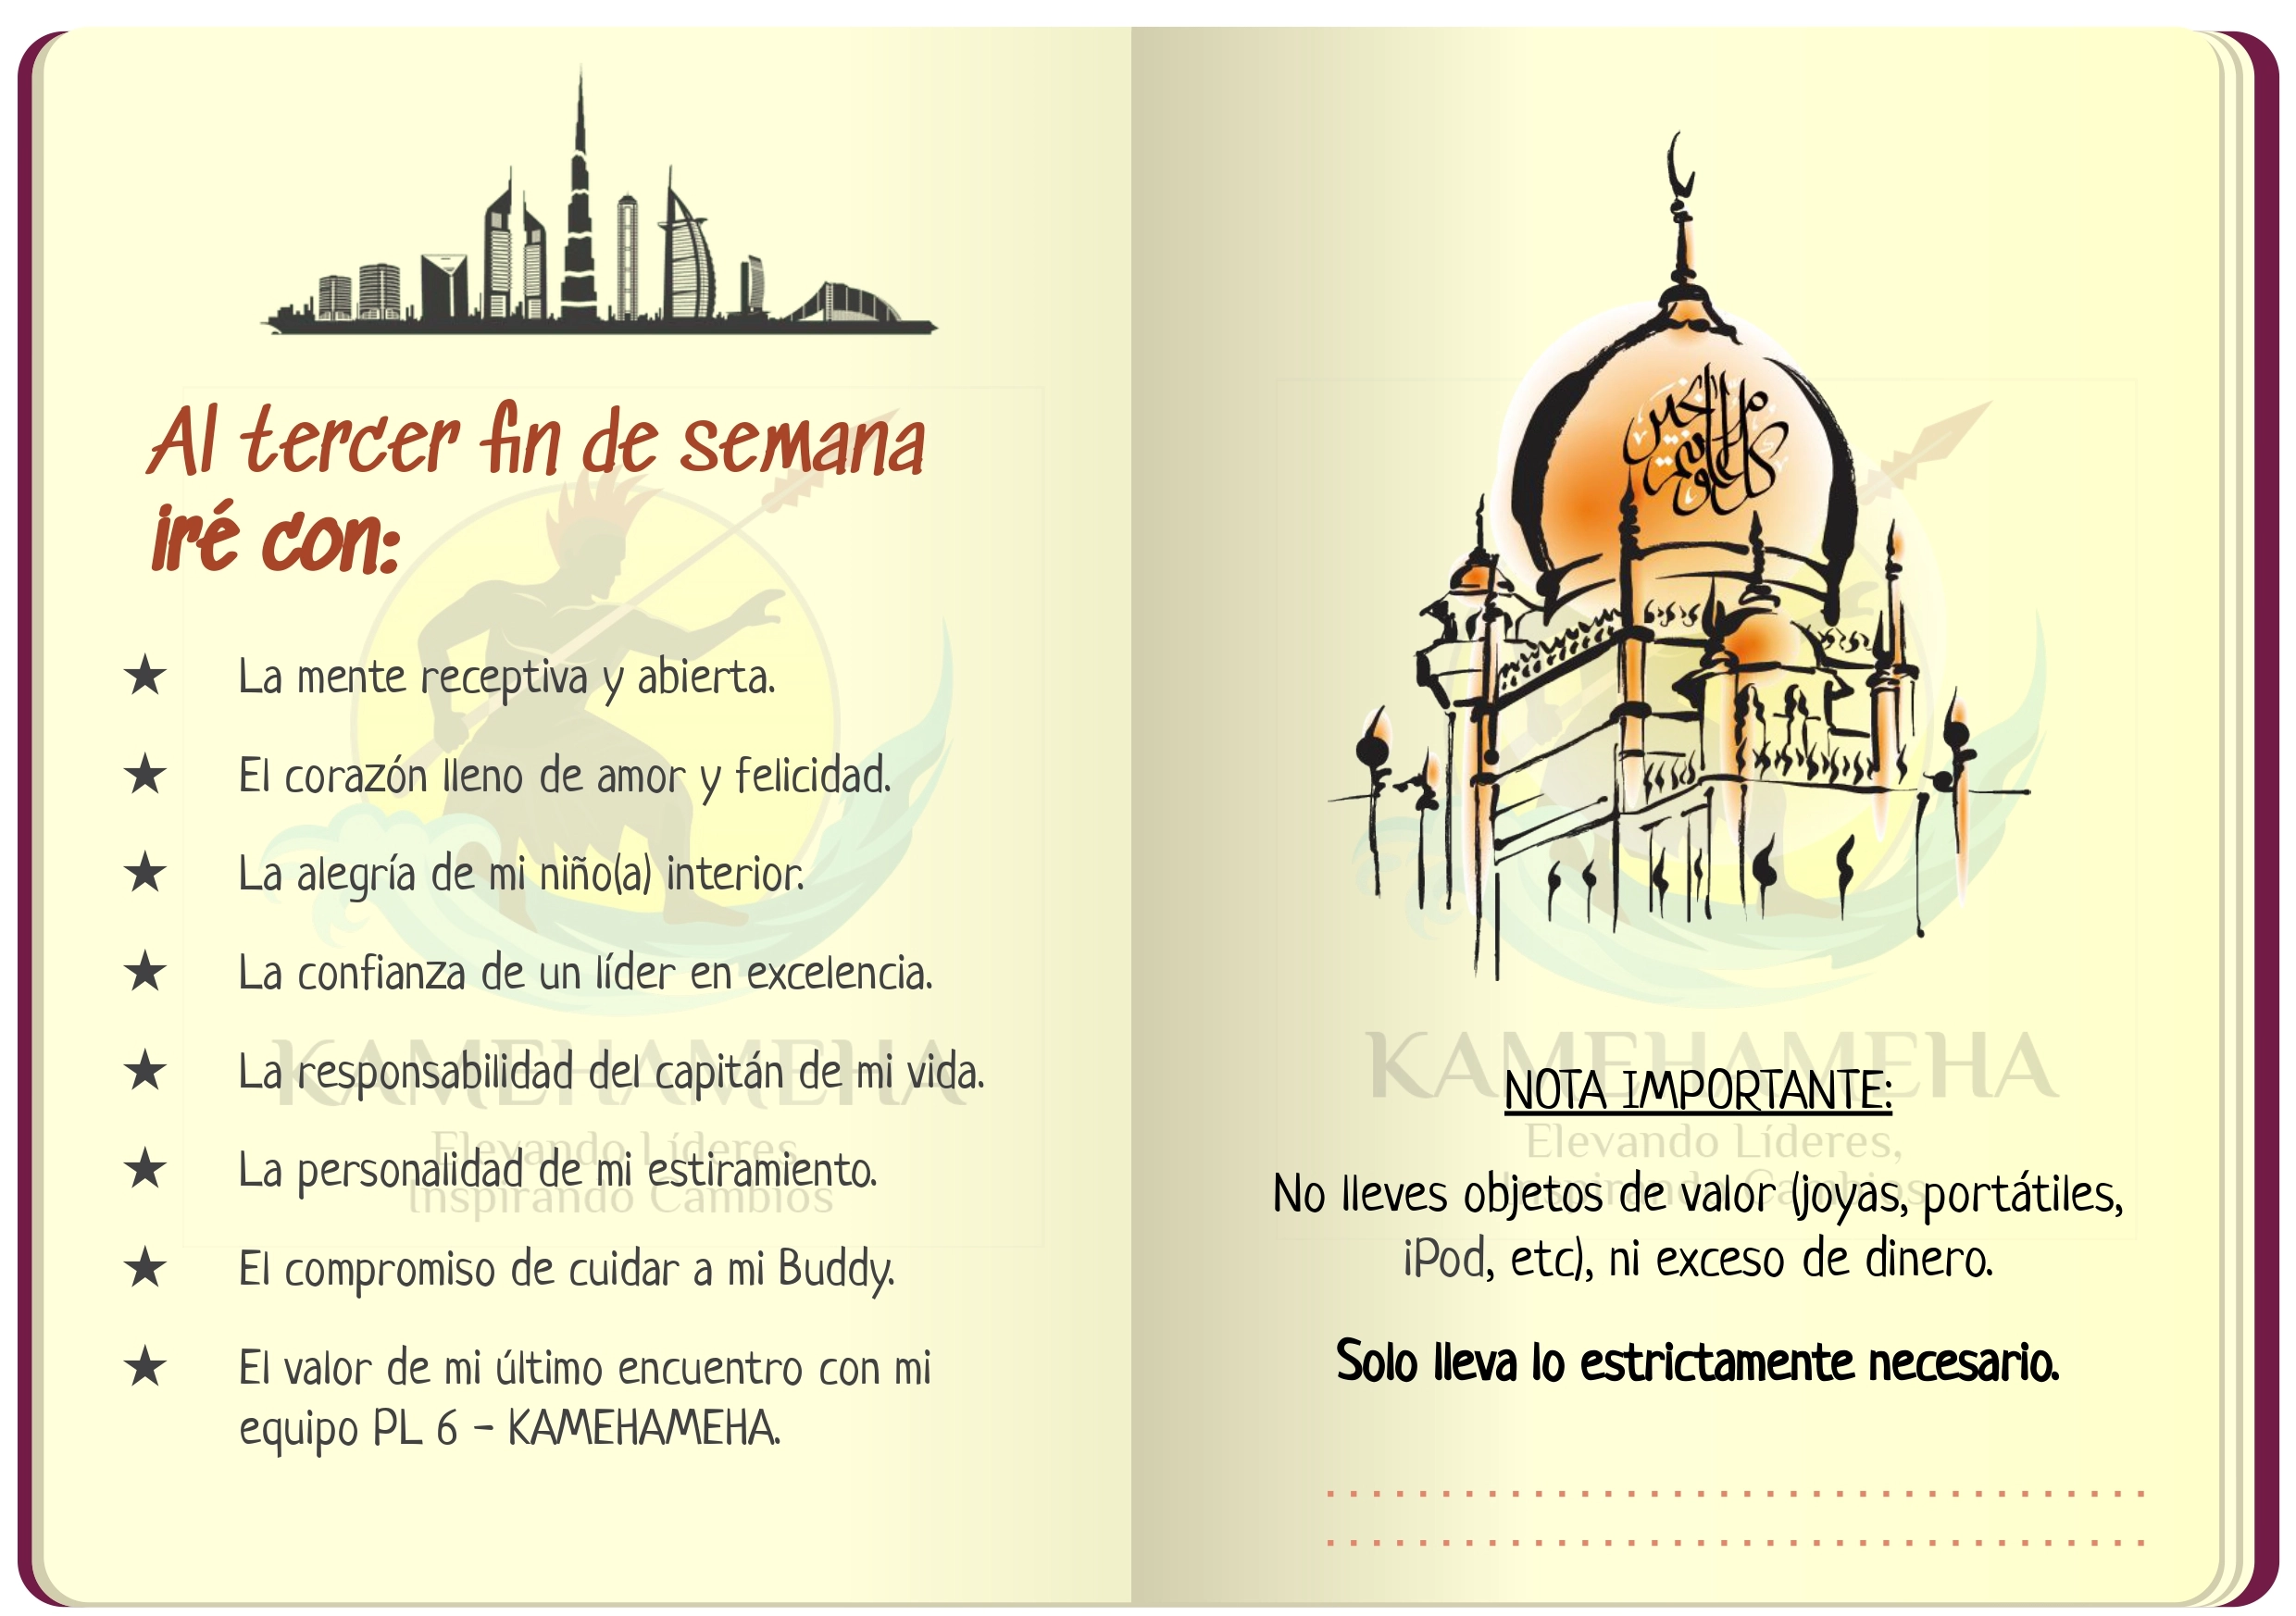 Al tercer fin de semana
iré con:
★ La mente receptiva y abierta.
★ El corazón lleno de amor y felicidad.
★ La alegría de mi niño(a) interior.
★ La confianza de un líder en excelencia.
★ La responsabilidad del capitán de mi vida.
★ La personalidad de mi estiramiento.
★ El compromiso de cuidar a mi Buddy.
★ El valor de mi último encuentro con mi
equipo PL 6 - KAMEHAMEHA.
KAMEHAMEHA
Elevando Líderes,
Inspirando Cambios
KAMEHAMEHA
NOTA IMPORTANTE:
Elevando Líderes,
Inspirando Cambios
No lleves objetos de valor (joyas, portátiles,
iPod, etc), ni exceso de dinero.
Solo lleva lo estrictamente necesario.